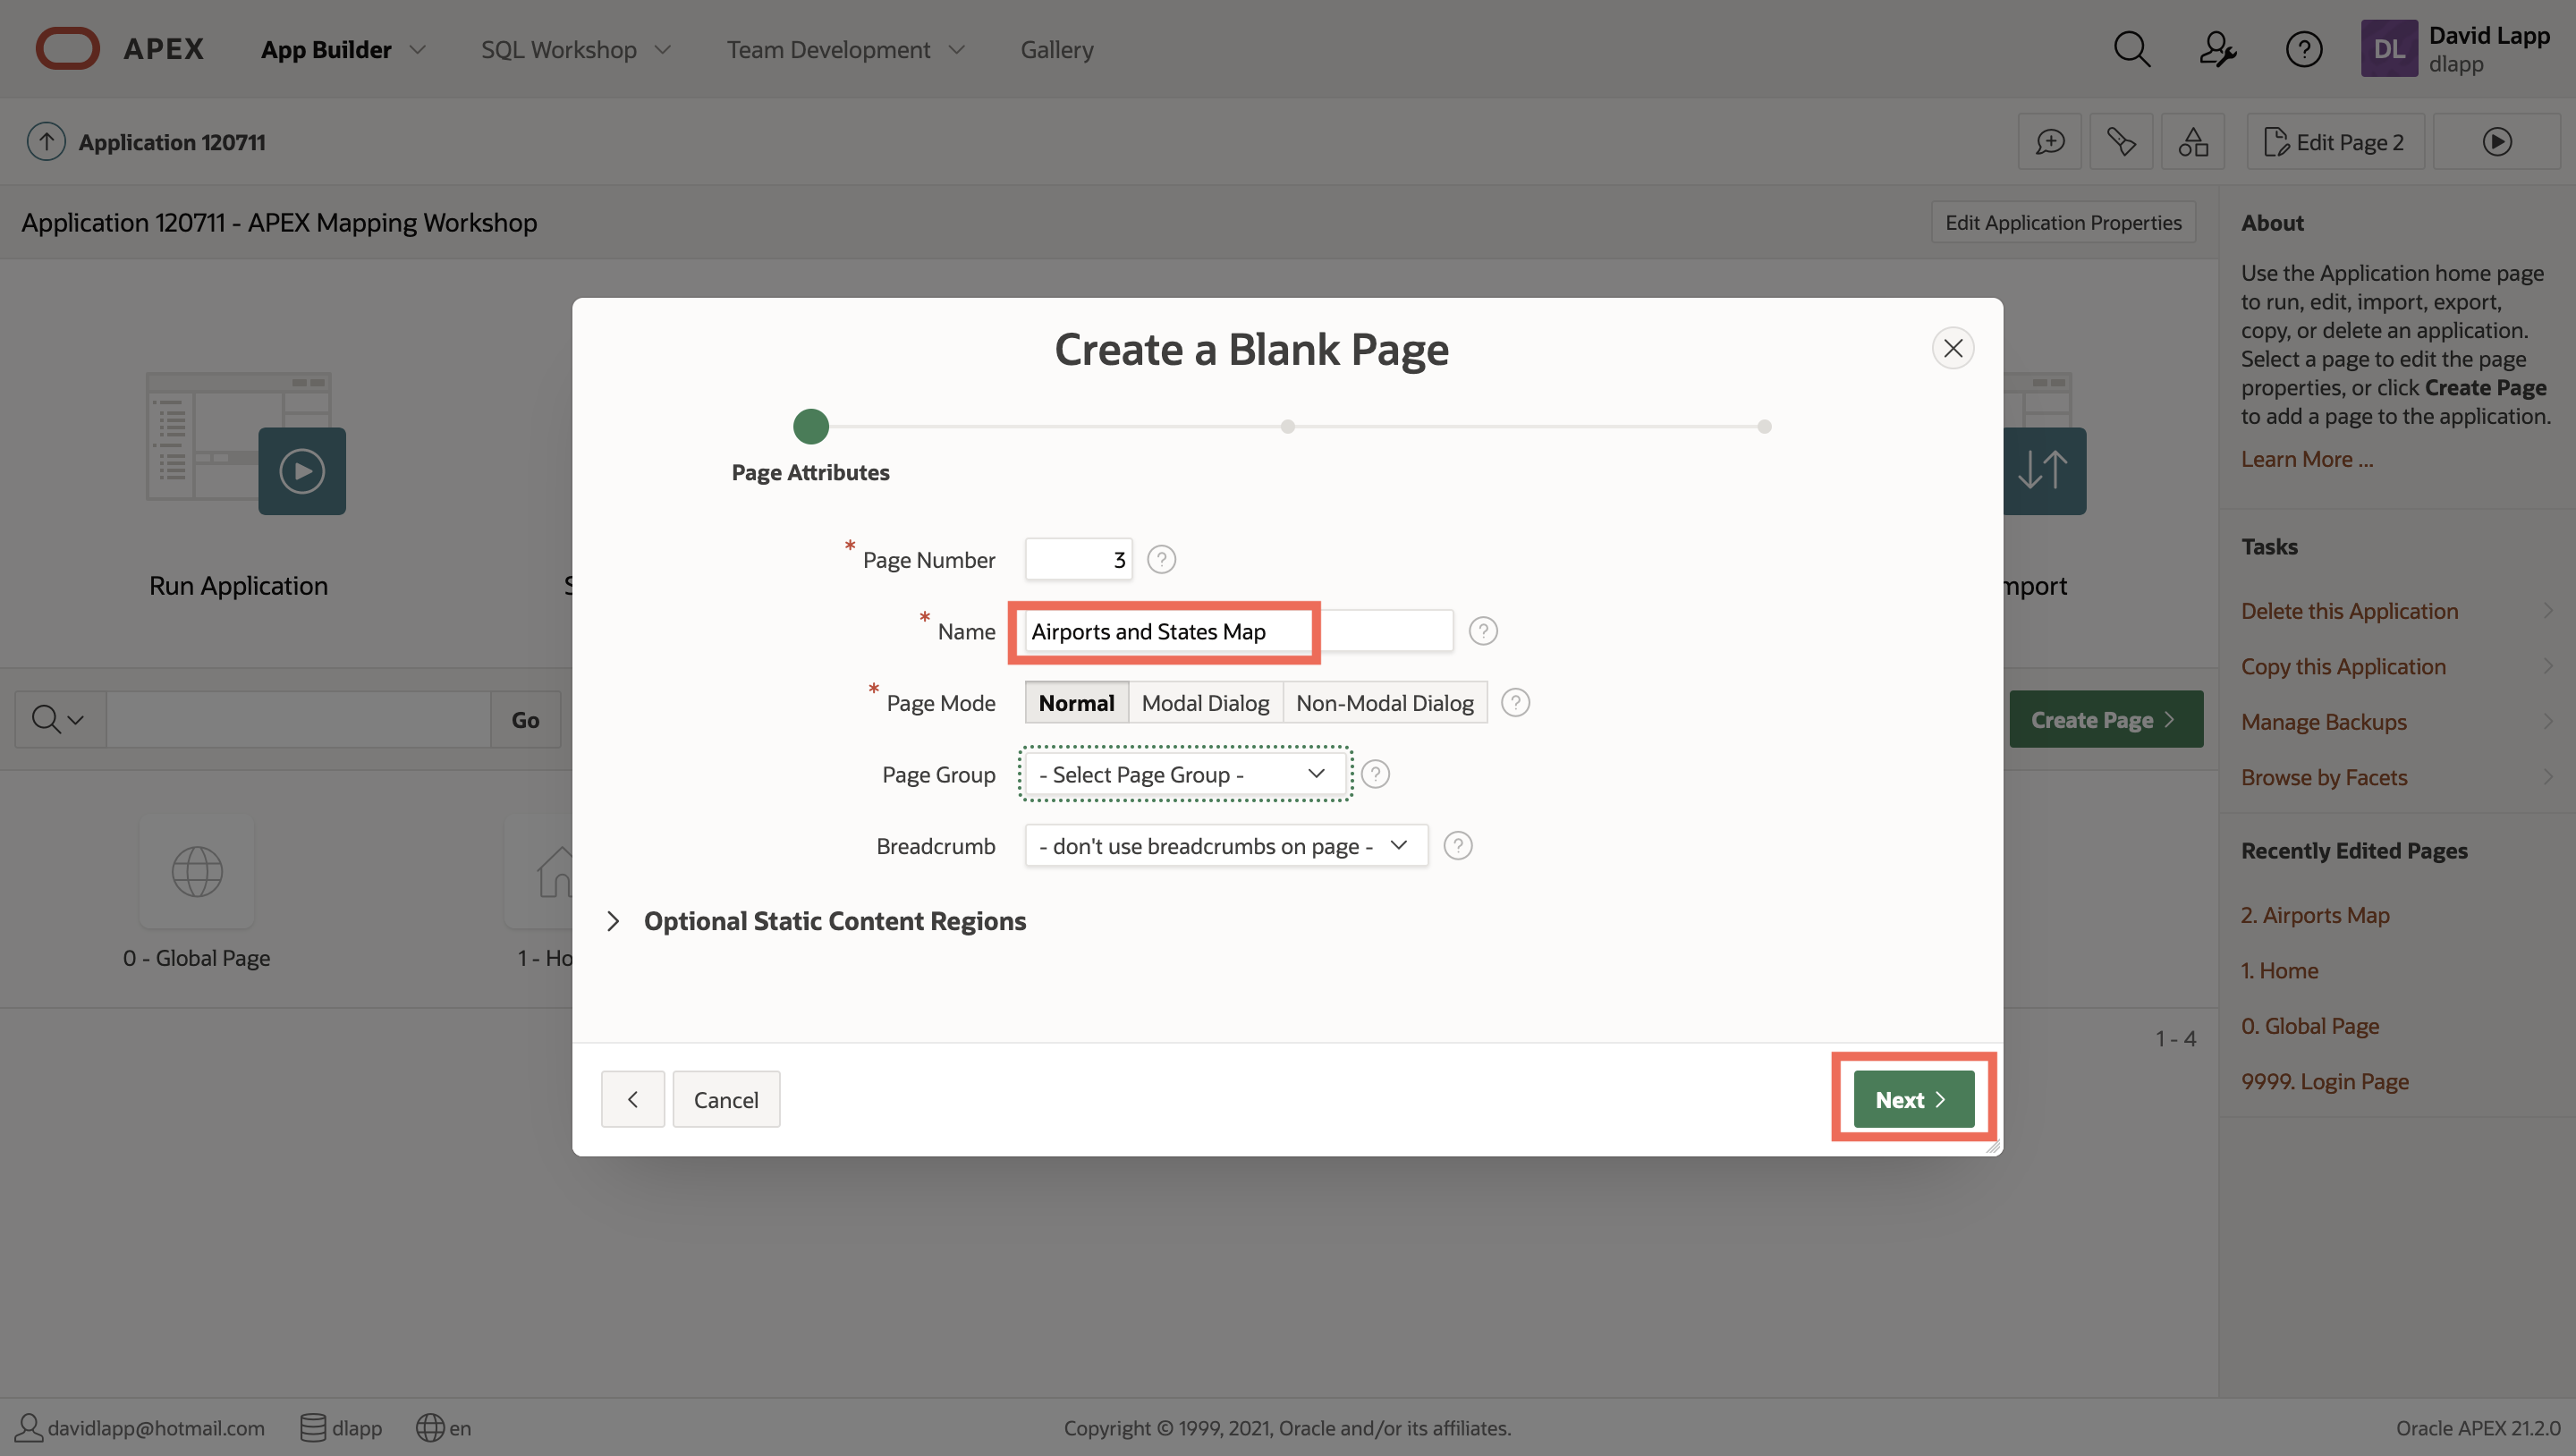 APEX
App Builder
SQL Workshop
Team Development
Gallery
DL
David Lapp
dlapp
Application 120711
Edit Page 2
Application 120711 - APEX Mapping Workshop
Edit Application Properties
About
Use the Application home page
to run, edit, import, export,
copy, or delete an application.
Select a page to edit the page
properties, or click Create Page
to add a page to the application.
Learn More ...
Create a Blank Page
Page Attributes
* Page Number 3 ?
* Name Airports and States Map ?
* Page Mode Normal Modal Dialog Non-Modal Dialog ?
Page Group - Select Page Group - ?
Breadcrumb - don't use breadcrumbs on page - ?
Optional Static Content Regions
Cancel
Next
Run Application
S
mport
Go
Create Page
0 - Global Page
1 - Ho
1 - 4
Tasks
Delete this Application
Copy this Application
Manage Backups
Browse by Facets
Recently Edited Pages
2. Airports Map
1. Home
0. Global Page
9999. Login Page
davidlapp@hotmail.com
dlapp
en
Copyright © 1999, 2021, Oracle and/or its affiliates.
Oracle APEX 21.2.0